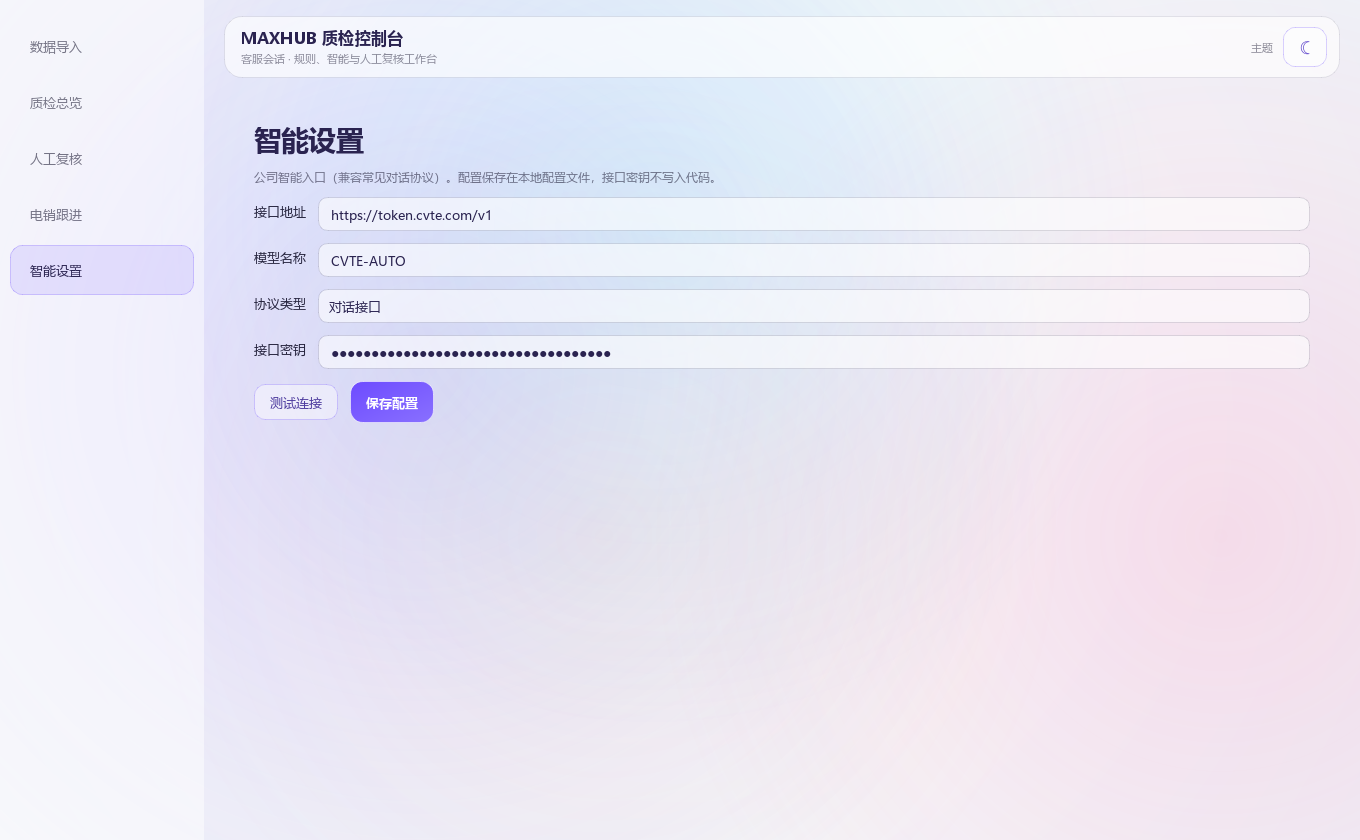 数据导入
质检总览
人工复核
电销跟进
智能设置
MAXHUB 质检控制台
客服会话 · 规则、智能与人工复核工作台
主题
智能设置
公司智能入口（兼容常见对话协议）。配置保存在本地配置文件，接口密钥不写入代码。
接口地址 https://token.cvte.com/v1
模型名称 CVTE-AUTO
协议类型 对话接口
接口密钥 ●●●●●●●●●●●●●●●●●●●●●●●●●●●●●●●●●●●
测试连接 保存配置